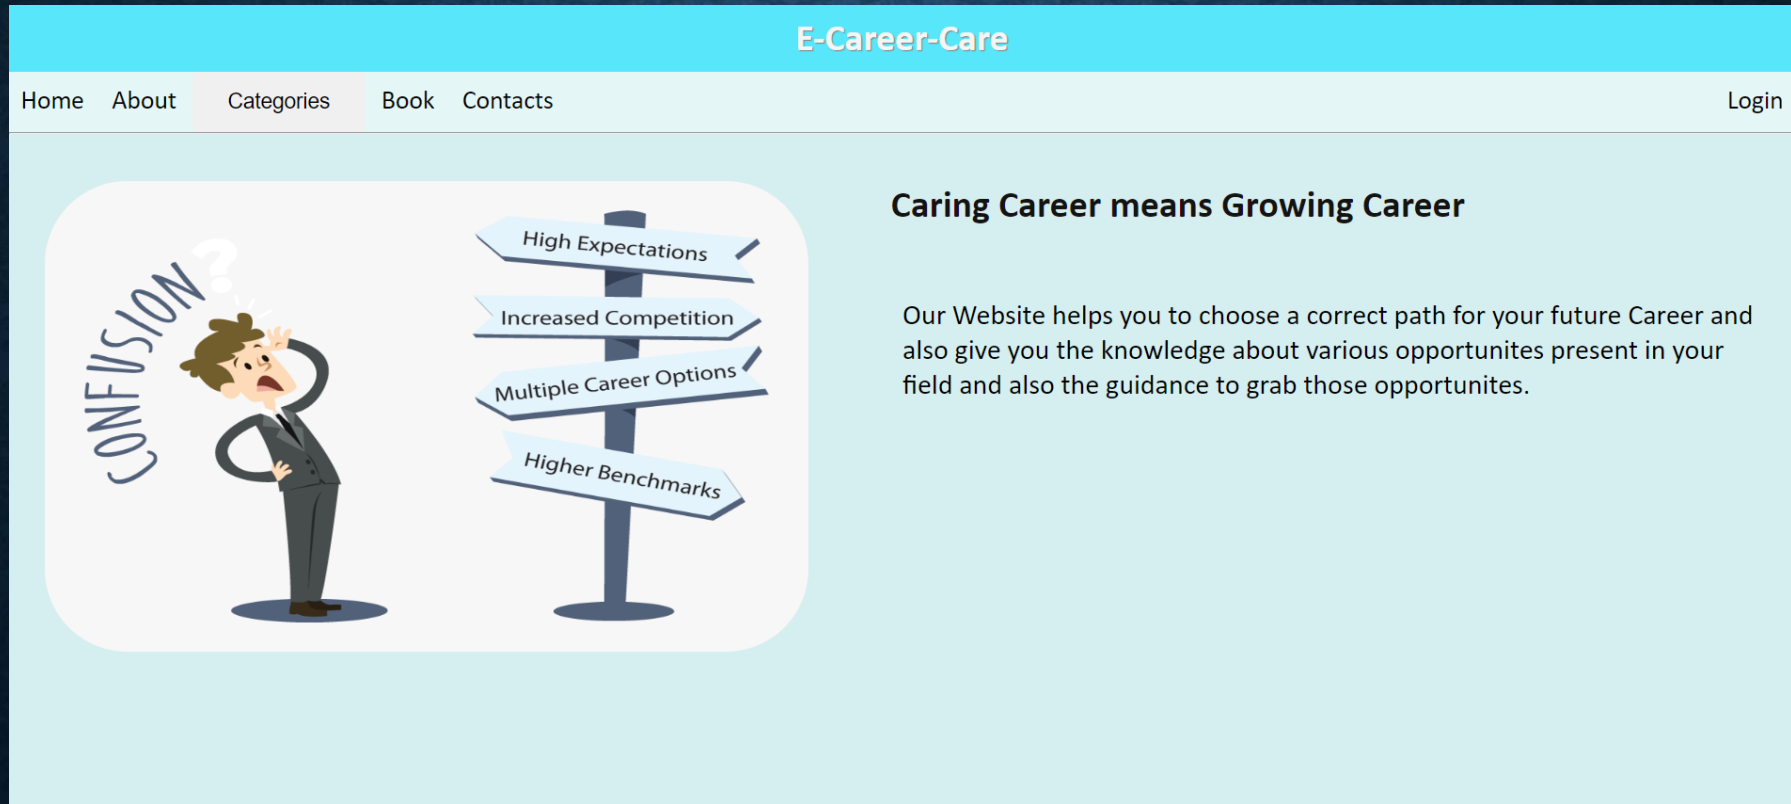 E-Career-Care
Home About Categories Book Contacts Login
CONFUSION?
High Expectations
Increased Competition
Multiple Career Options
Higher Benchmarks
Caring Career means Growing Career
Our Website helps you to choose a correct path for your future Career and
also give you the knowledge about various opportunites present in your
field and also the guidance to grab those opportunites.